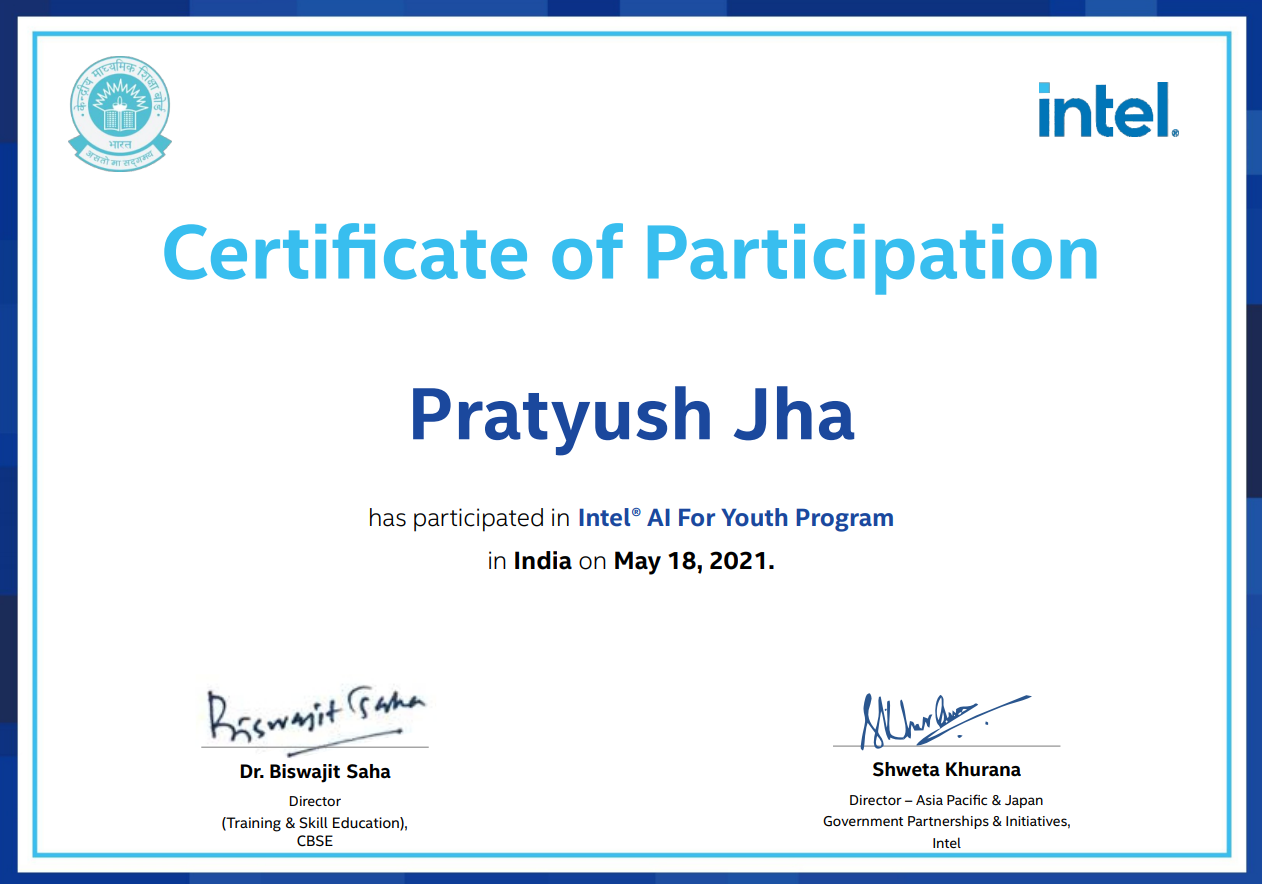 केन्द्रीय माध्यमिक शिक्षा बोर्ड
भारत
असतो मा सद्गमय
intel®
Certificate of Participation
Pratyush Jha
has participated in Intel® AI For Youth Program
in India on May 18, 2021.
Biswajit Saha
Dr. Biswajit Saha
Director
(Training & Skill Education),
CBSE
Shweta Khurana
Director – Asia Pacific & Japan
Government Partnerships & Initiatives,
Intel